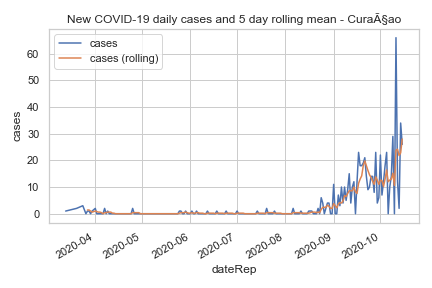 New COVID-19 daily cases and 5 day rolling mean - CuraÃ§ao
cases
cases (rolling)
60
50
40
30
20
10
0
cases
2020-04
2020-05
2020-06
2020-07
2020-08
2020-09
2020-10
dateRep